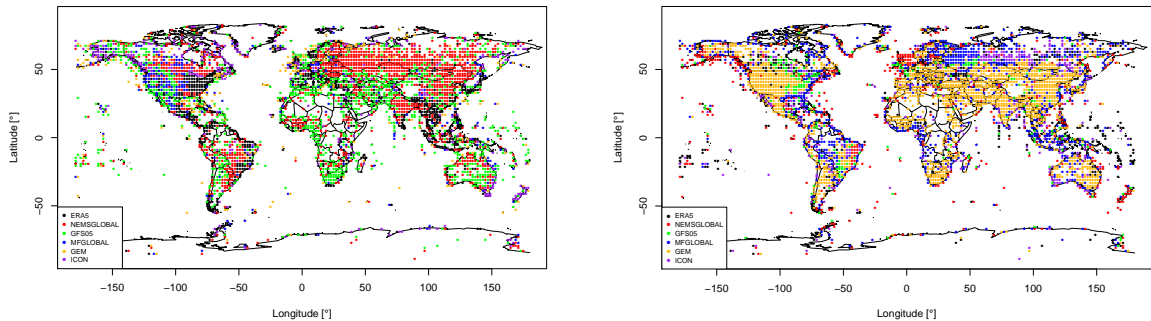 50
0
−50
Latitude [°]
ERA5
NEMSGLOBAL
GFS05
MFGLOBAL
GEM
ICON
−150
−100
−50
0
50
100
150
Longitude [°]
50
0
−50
Latitude [°]
ERA5
NEMSGLOBAL
GFS05
MFGLOBAL
GEM
ICON
−150
−100
−50
0
50
100
150
Longitude [°]